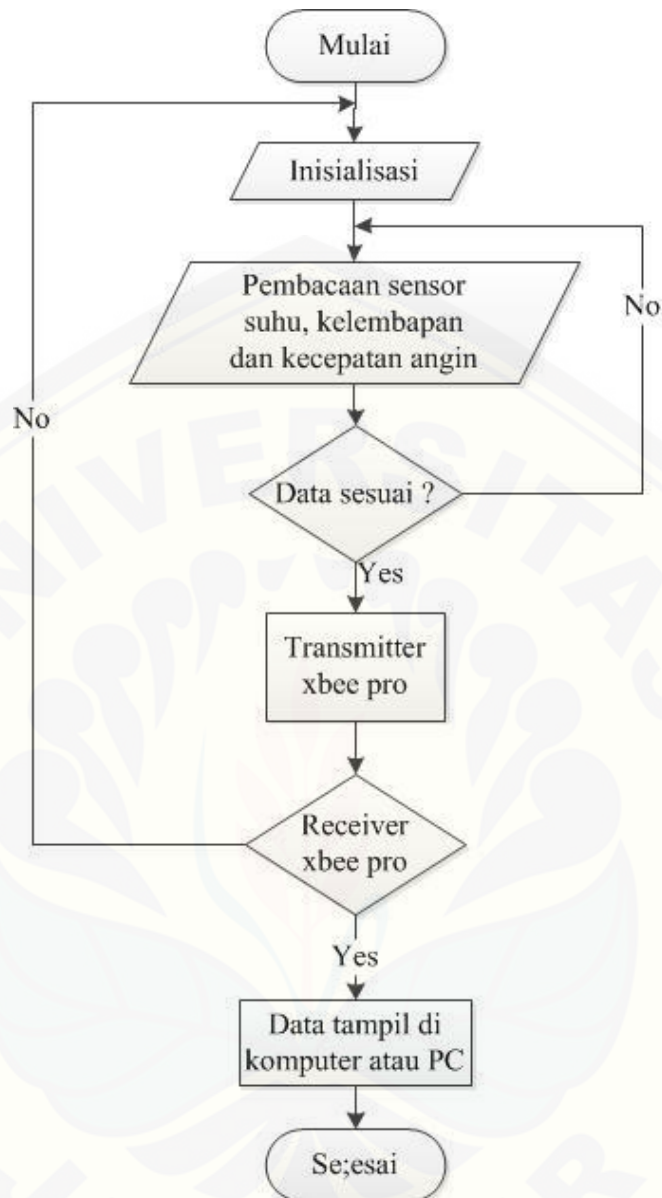 Mulai
Inisialisasi
Pembacaan sensor
suhu, kelembapan
dan kecepatan angin
No
No
Data sesuai ?
Yes
Transmitter
xbee pro
Receiver
xbee pro
Yes
Data tampil di
komputer atau PC
Se;esai